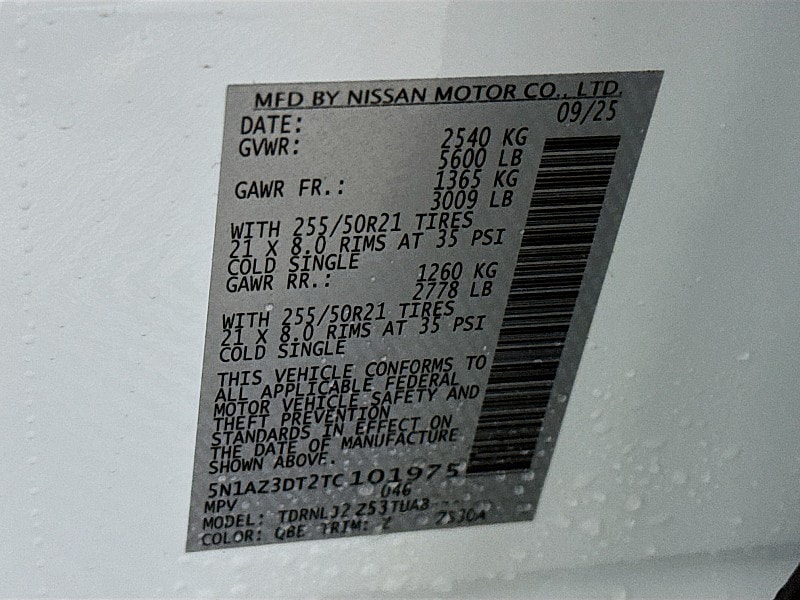 MFD BY NISSAN MOTOR CO., LTD.
DATE: 09/25
GVWR: 2540 KG
5600 LB
GAWR FR.: 1365 KG
3009 LB
WITH 255/50R21 TIRES
21 X 8.0 RIMS AT 35 PSI
COLD SINGLE
GAWR RR.: 1260 KG
2778 LB
WITH 255/50R21 TIRES
21 X 8.0 RIMS AT 35 PSI
COLD SINGLE
THIS VEHICLE CONFORMS TO
ALL APPLICABLE FEDERAL
MOTOR VEHICLE SAFETY AND
THEFT PREVENTION
STANDARDS IN EFFECT ON
THE DATE OF MANUFACTURE
SHOWN ABOVE.
5N1AZ3DT2TC101975
MPV 046
MODEL:
COLOR: QBE TRIM: